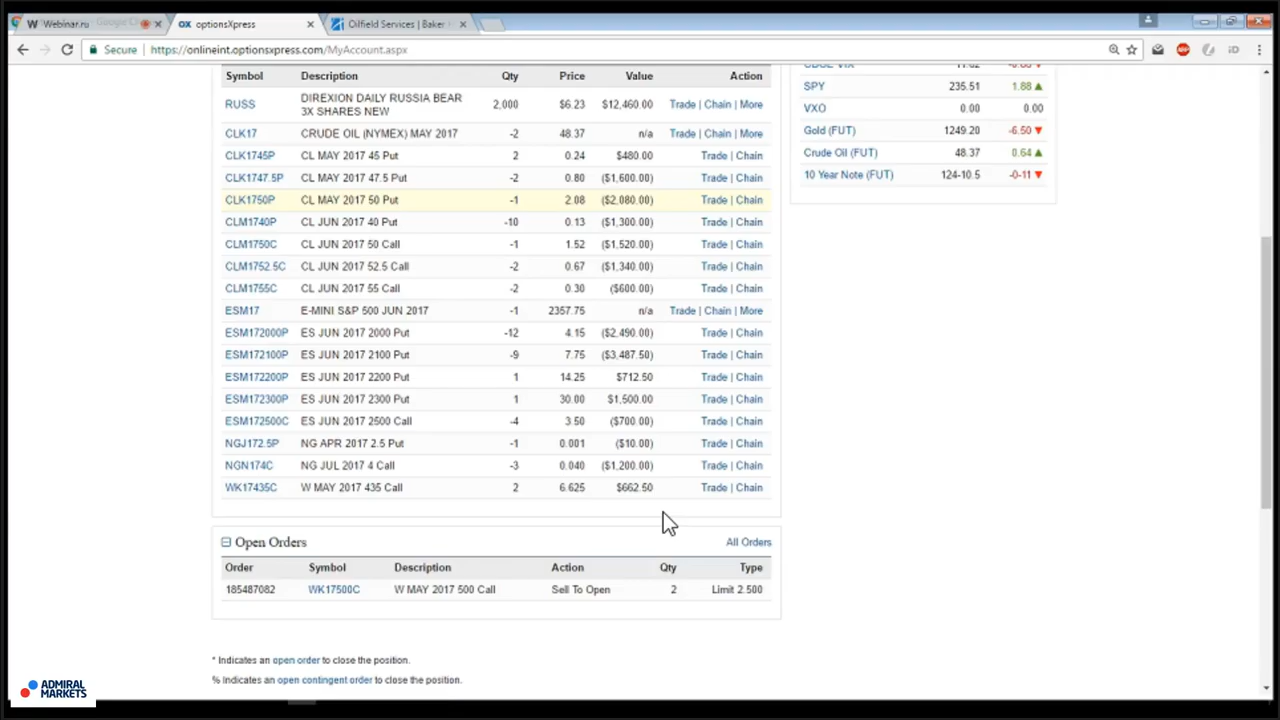 Webinar.ru
optionsXpress
Oilfield Services | Baker H
Secure | https://onlineint.optionsxpress.com/MyAccount.aspx
Symbol Description Qty Price Value Action
RUSS DIREXION DAILY RUSSIA BEAR 3X SHARES NEW 2,000 $6.23 $12,460.00 Trade | Chain | More
CLK17 CRUDE OIL (NYMEX) MAY 2017 -2 48.37 n/a Trade | Chain | More
CLK1745P CL MAY 2017 45 Put 2 0.24 $480.00 Trade | Chain
CLK1747.5P CL MAY 2017 47.5 Put -2 0.80 ($1,600.00) Trade | Chain
CLK1750P CL MAY 2017 50 Put -1 2.08 ($2,080.00) Trade | Chain
CLM1740P CL JUN 2017 40 Put -10 0.13 ($1,300.00) Trade | Chain
CLM1750C CL JUN 2017 50 Call -1 1.52 ($1,520.00) Trade | Chain
CLM1752.5C CL JUN 2017 52.5 Call -2 0.67 ($1,340.00) Trade | Chain
CLM1755C CL JUN 2017 55 Call -2 0.30 ($600.00) Trade | Chain
ESM17 E-MINI S&P 500 JUN 2017 -1 2357.75 n/a Trade | Chain | More
ESM172000P ES JUN 2017 2000 Put -12 4.15 ($2,490.00) Trade | Chain
ESM172100P ES JUN 2017 2100 Put -9 7.75 ($3,487.50) Trade | Chain
ESM172200P ES JUN 2017 2200 Put 1 14.25 $712.50 Trade | Chain
ESM172300P ES JUN 2017 2300 Put 1 30.00 $1,500.00 Trade | Chain
ESM172500C ES JUN 2017 2500 Call -4 3.50 ($700.00) Trade | Chain
NGJ172.5P NG APR 2017 2.5 Put -1 0.001 ($10.00) Trade | Chain
NGN174C NG JUL 2017 4 Call -3 0.040 ($1,200.00) Trade | Chain
WK17435C W MAY 2017 435 Call 2 6.625 $662.50 Trade | Chain
SPY 235.51 1.88
VXO 0.00 0.00
Gold (FUT) 1249.20 -6.50
Crude Oil (FUT) 48.37 0.64
10 Year Note (FUT) 124-10.5 -0-11
Open Orders All Orders
Order Symbol Description Action Qty Type
185487082 WK17500C W MAY 2017 500 Call Sell To Open 2 Limit 2.500
* Indicates an open order to close the position.
% Indicates an open contingent order to close the position.
ADMIRAL
MARKETS